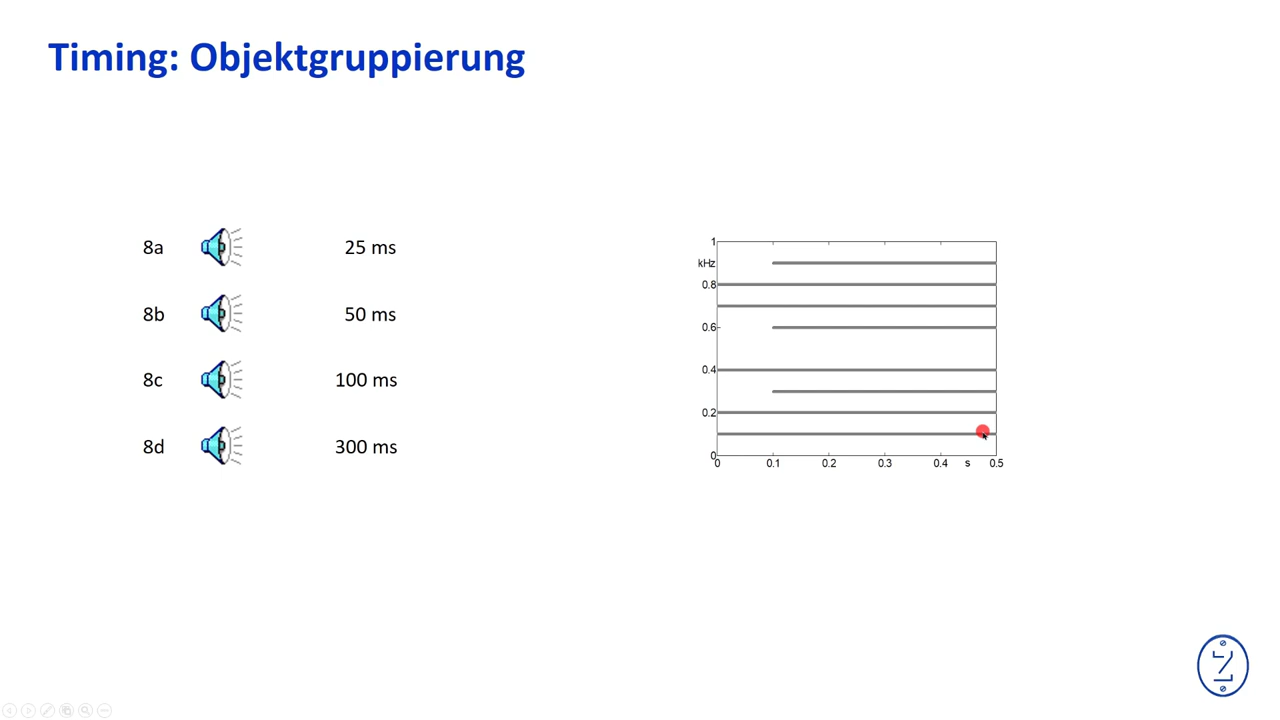 Timing: Objektgruppierung
8a 25 ms
8b 50 ms
8c 100 ms
8d 300 ms
1
kHz
0.8
0.6
0.4
0.2
0
0 0.1 0.2 0.3 0.4 s 0.5